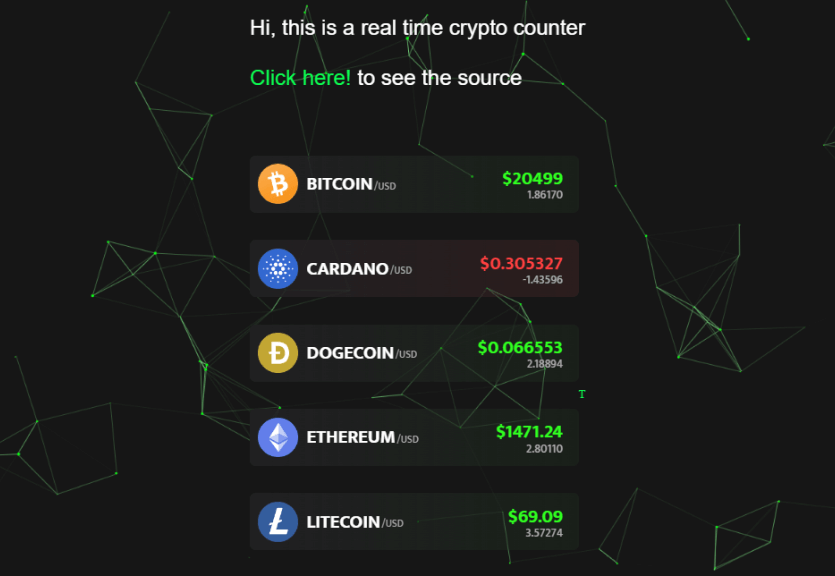 Hi, this is a real time crypto counter
Click here! to see the source
BITCOIN/USD $20499
1.86170
CARDANO/USD $0.305327
-1.43596
DOGECOIN/USD $0.066553
2.18894
T
ETHEREUM/USD $1471.24
2.80110
LITECOIN/USD $69.09
3.57274